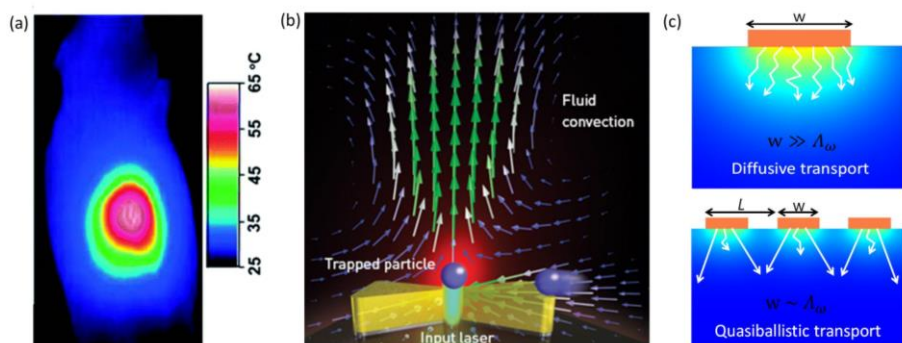 (a)
65
55
45
35
25
°C
(b)
Fluid
convection
Trapped particle
Input laser
(c)
w
w ≫ Λω
Diffusive transport
L
w
w ~ Λω
Quasiballistic transport